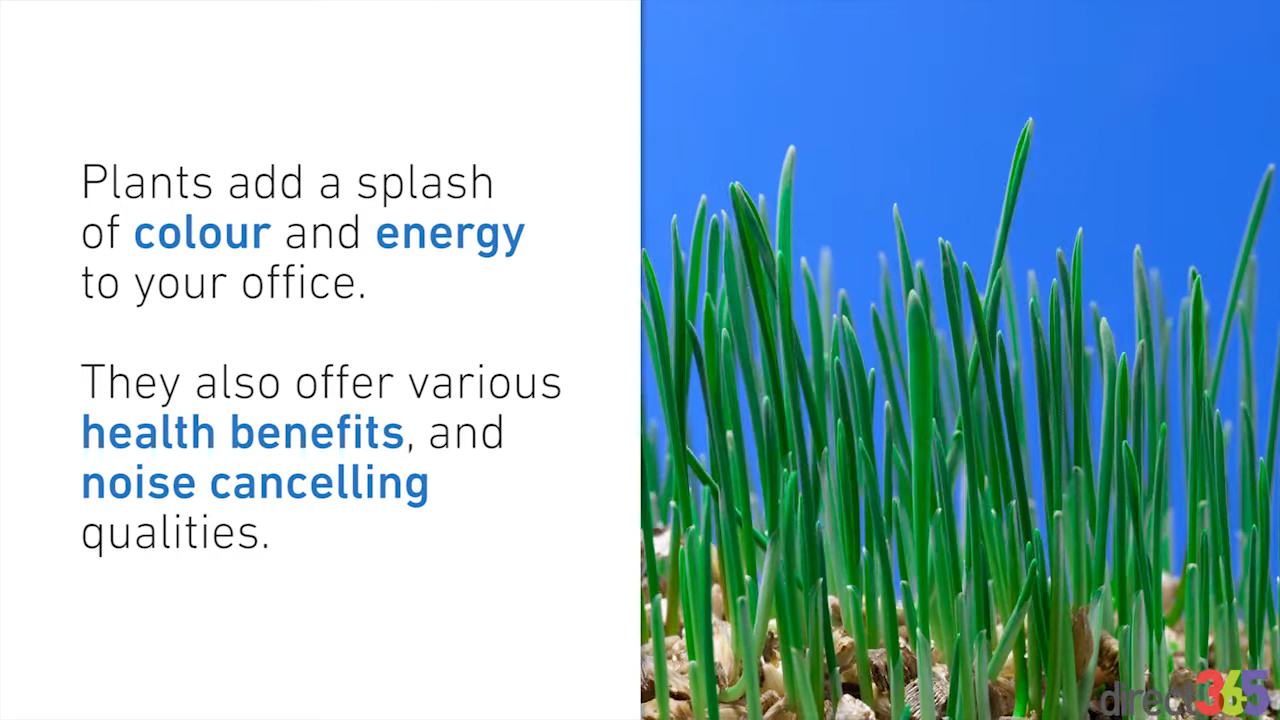 Plants add a splash
of colour and energy
to your office.
They also offer various
health benefits, and
noise cancelling
qualities.
direct365